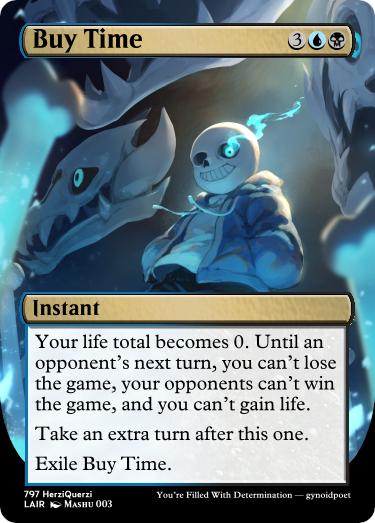 Buy Time 3
Instant
Your life total becomes 0. Until an
opponent's next turn, you can't lose
the game, your opponents can't win
the game, and you can't gain life.
Take an extra turn after this one.
Exile Buy Time.
797 HerziQuerzi
LAIR Mashu 003
You're Filled With Determination — gynoidpoet